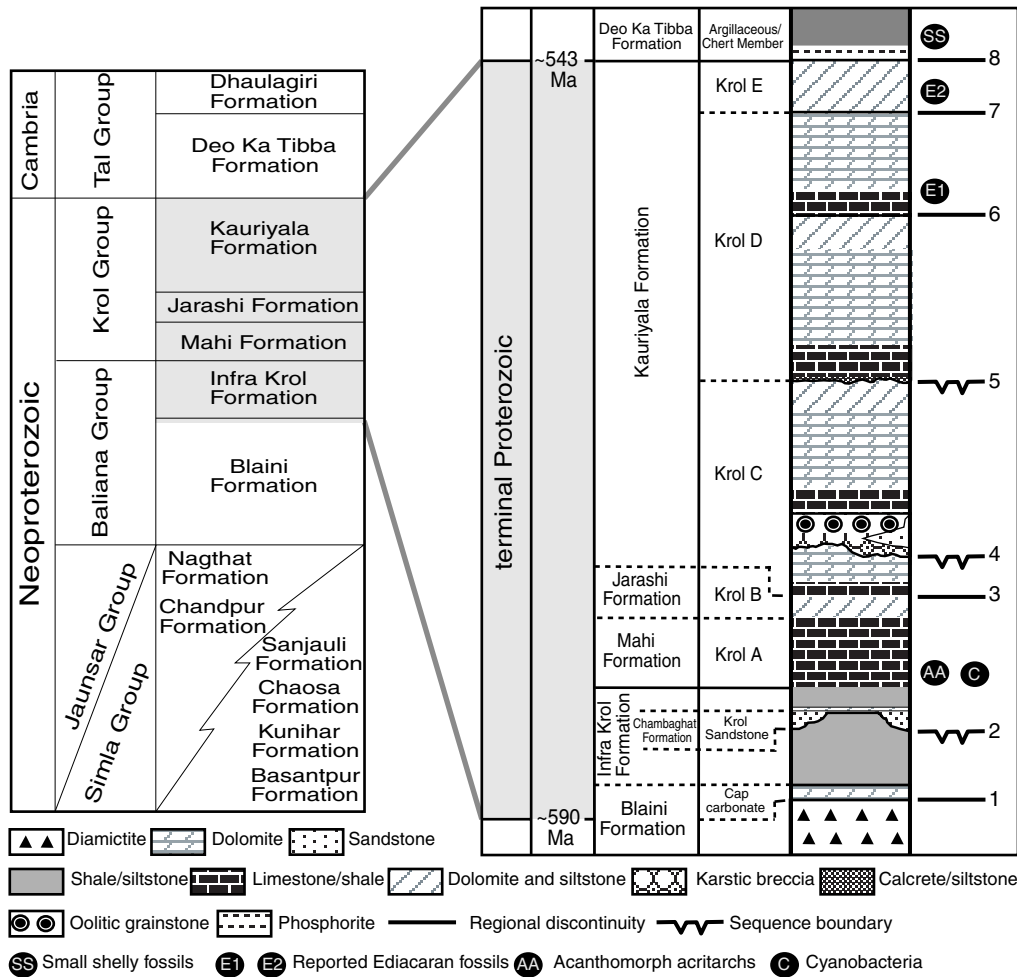 Cambria
Neoproterozoic
Tal Group
Krol Group
Baliana Group
Jaunsar Group
Simla Group
Dhaulagiri
Formation
Deo Ka Tibba
Formation
Kauriyala
Formation
Jarashi Formation
Mahi Formation
Infra Krol
Formation
Blaini
Formation
Nagthat
Formation
Chandpur
Formation
Sanjauli
Formation
Chaosa
Formation
Kunihar
Formation
Basantpur
Formation
terminal Proterozoic
~543
Ma
~590
Ma
Deo Ka Tibba
Formation
Kauriyala Formation
Jarashi
Formation
Mahi
Formation
Infra Krol
Formation
Chambaghat
Formation
Blaini
Formation
Argillaceous/
Chert Member
Krol E
Krol D
Krol C
Krol B
Krol A
Krol
Sandstone
Cap
carbonate
SS
8
E2
7
E1
6
5
4
3
AA C
2
1
Diamictite Dolomite Sandstone
Shale/siltstone Limestone/shale Dolomite and siltstone Karstic breccia Calcrete/siltstone
Oolitic grainstone Phosphorite Regional discontinuity Sequence boundary
SS Small shelly fossils E1 E2 Reported Ediacaran fossils AA Acanthomorph acritarchs C Cyanobacteria